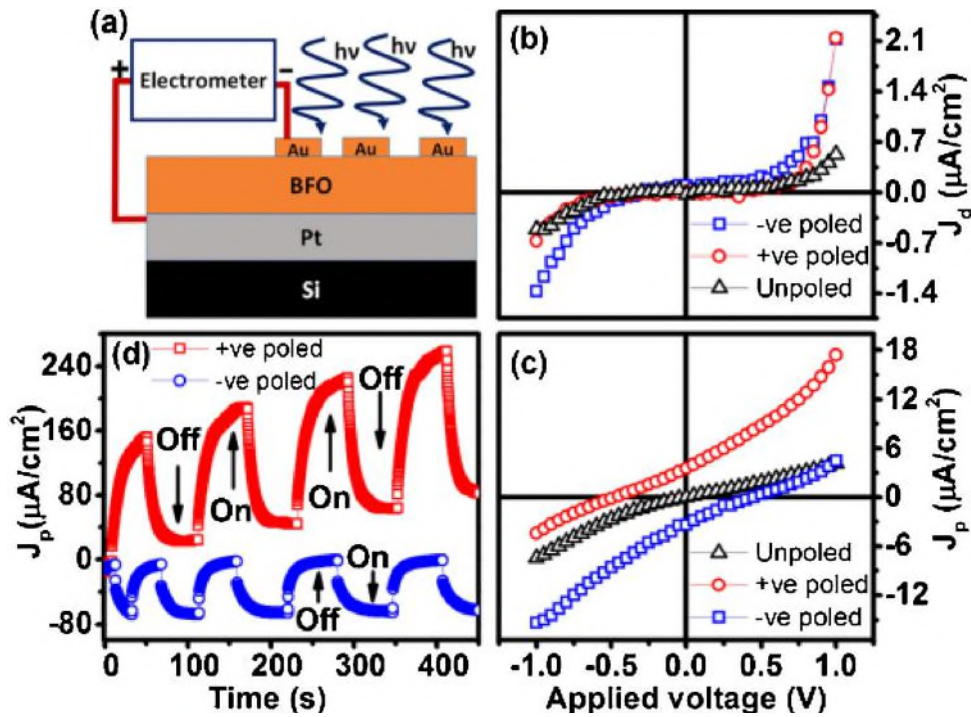 (a)
hν hν hν
+ Electrometer −
Au Au Au
BFO
Pt
Si
(b)
2.1
1.4
0.7
0.0
-0.7
-1.4
J_d (μA/cm²)
-ve poled
+ve poled
Unpoled
(d)
+ve poled
-ve poled
Off
On
On
Off
Off
On
240
160
80
0
-80
J_p(μA/cm²)
0 100 200 300 400
Time (s)
(c)
18
12
6
0
-6
-12
J_p (μA/cm²)
Unpoled
+ve poled
-ve poled
-1.0 -0.5 0.0 0.5 1.0
Applied voltage (V)